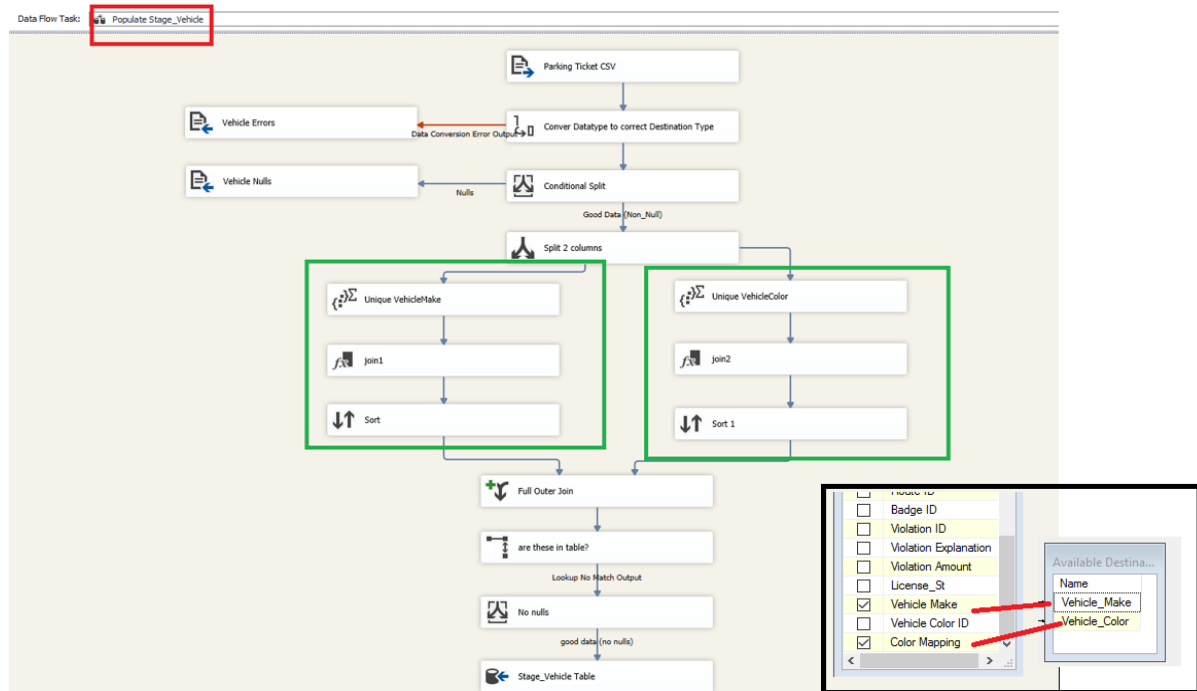 Data Flow Task: Populate Stage_Vehicle
Parking Ticket CSV
Vehicle Errors
Data Conversion Error Output
Conver Datatype to correct Destination Type
Vehicle Nulls
Nulls
Conditional Split
Good Data (Non_Null)
Split 2 columns
Unique VehicleMake
Unique VehicleColor
join1
join2
Sort
Sort 1
Full Outer Join
are these in table?
Lookup No Match Output
No nulls
good data (no nulls)
Stage_Vehicle Table
Route ID
Badge ID
Violation ID
Violation Explanation
Violation Amount
License_St
Vehicle Make
Vehicle Color ID
Color Mapping
Available Destina...
Name
Vehicle_Make
Vehicle_Color